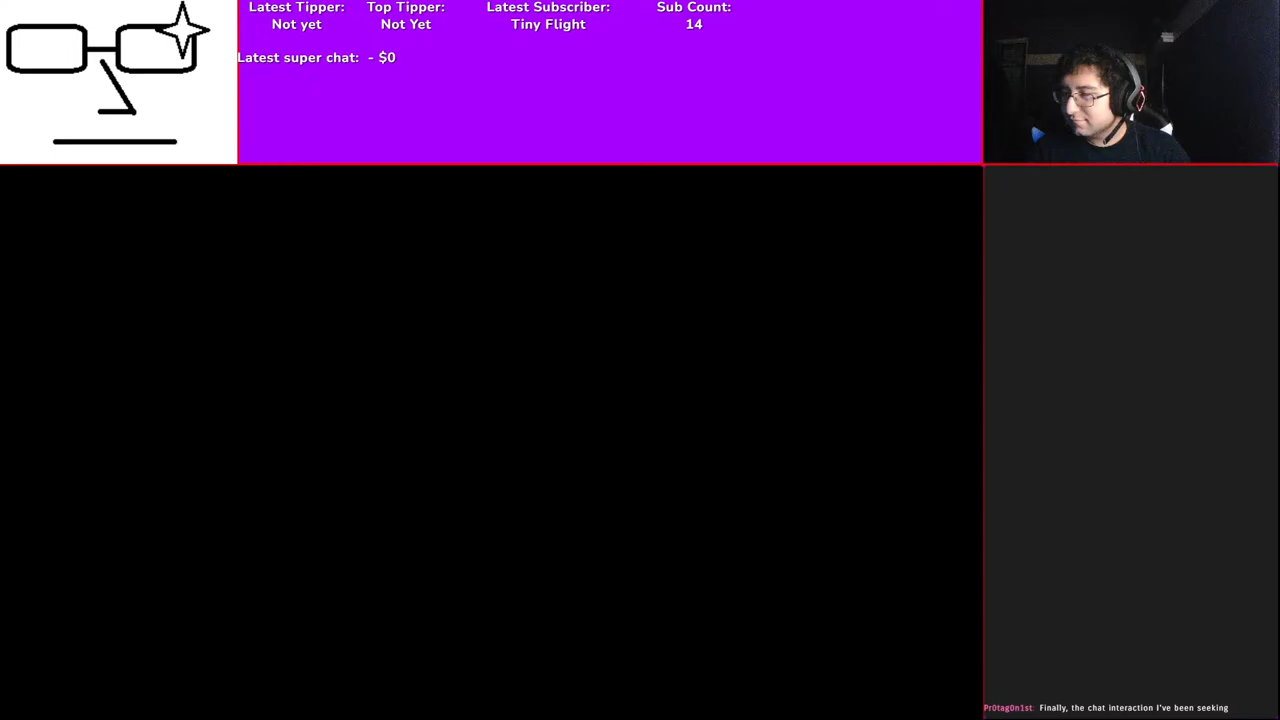 Latest Tipper: Top Tipper: Latest Subscriber: Sub Count:
Not yet Not Yet Tiny Flight 14
Latest super chat: - $0
Pr0tag0n1st: Finally, the chat interaction I've been seeking